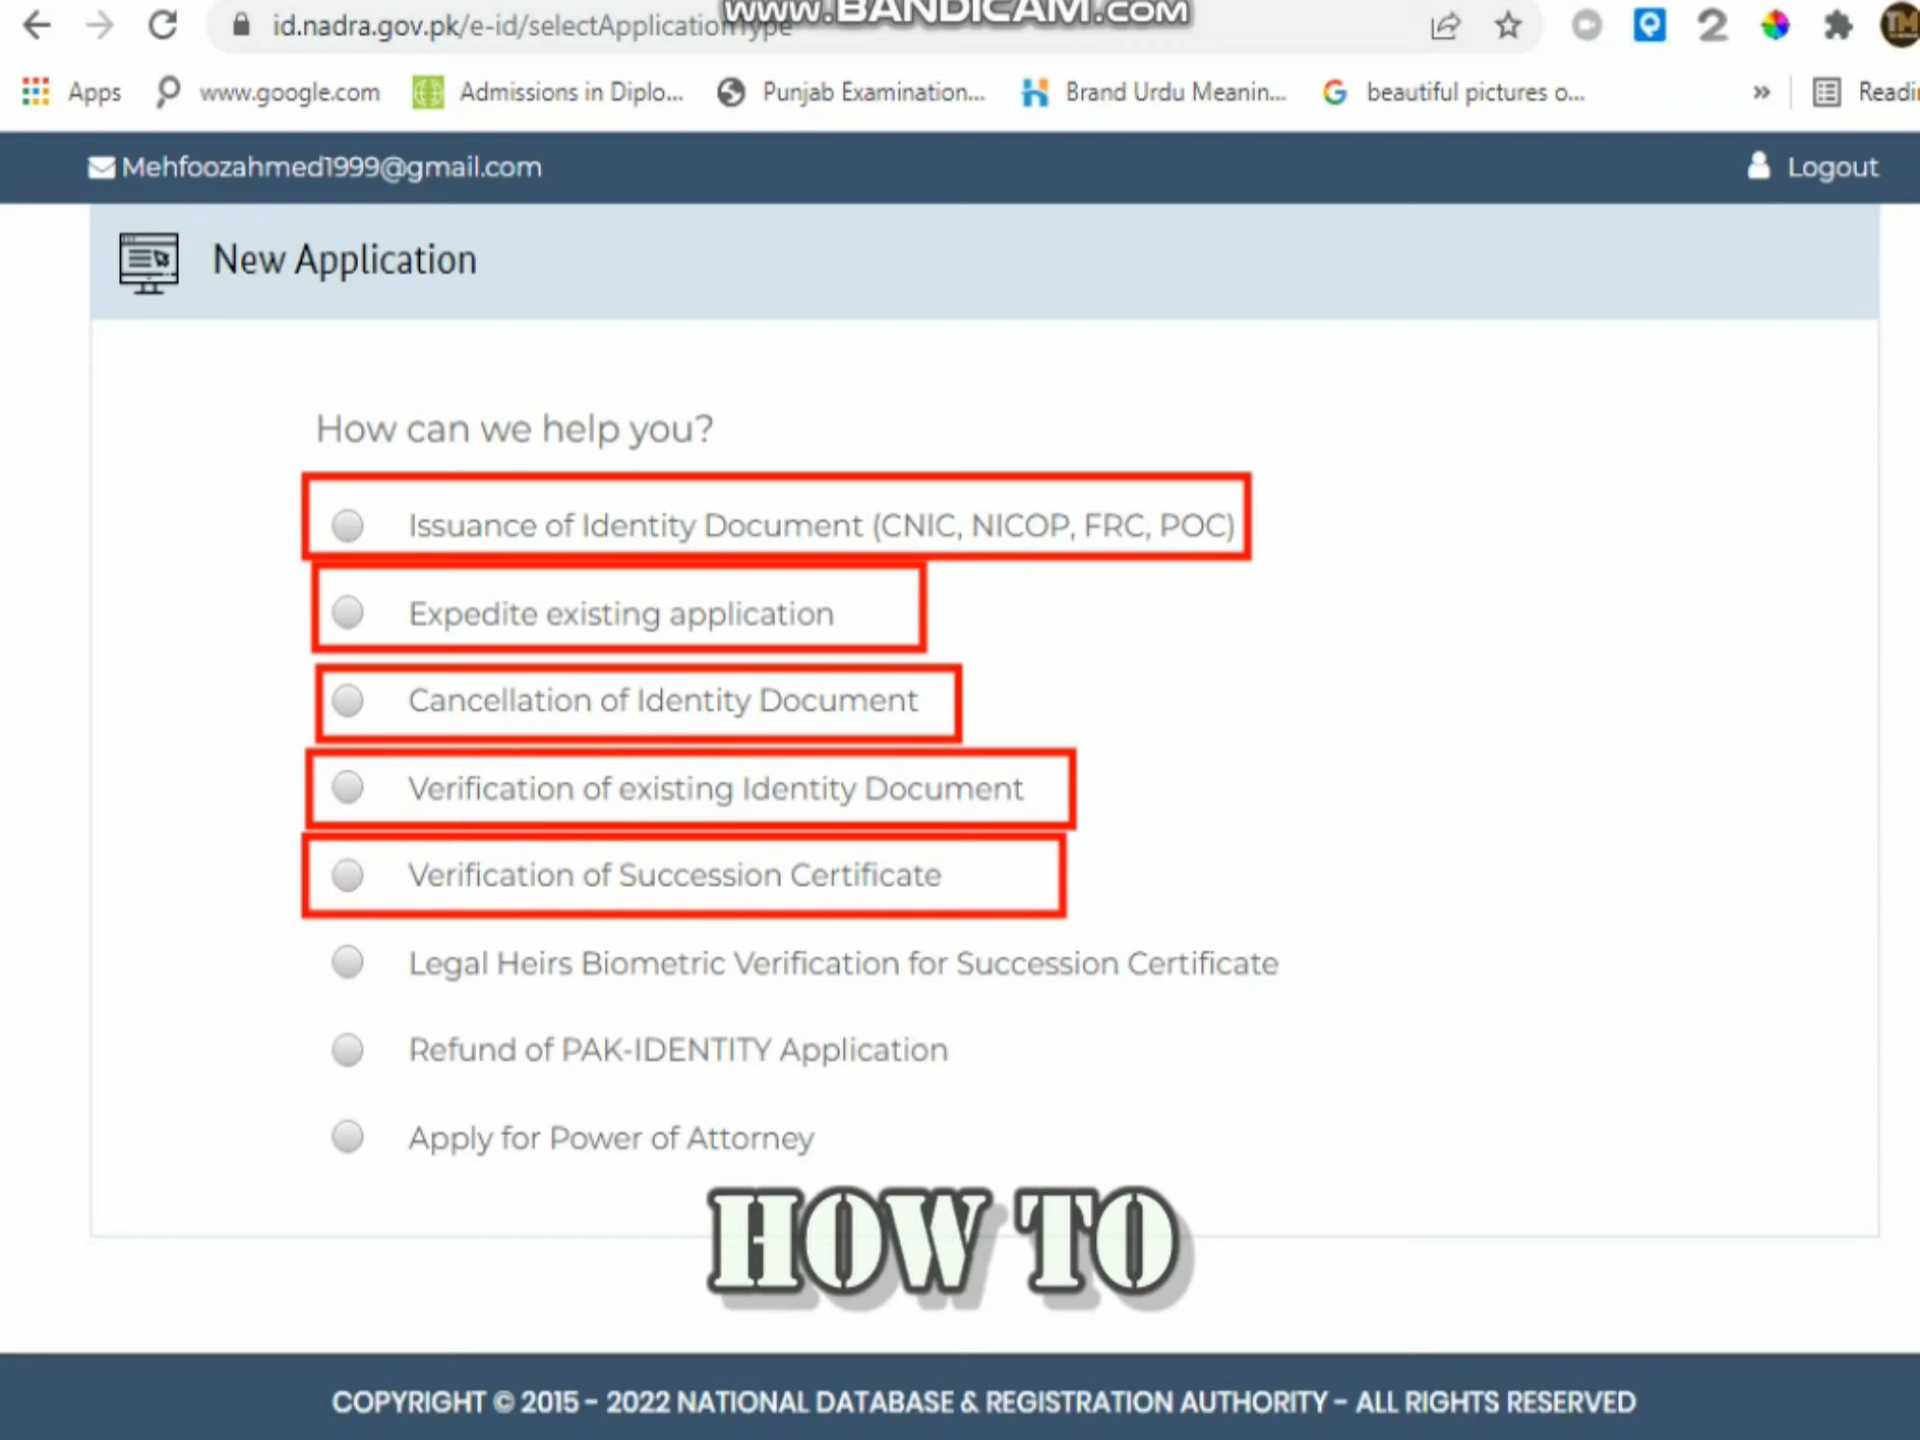 www.BANDICAM.com
id.nadra.gov.pk/e-id/selectApplicationType
Apps www.google.com Admissions in Diplo... Punjab Examination... Brand Urdu Meanin... beautiful pictures o... » Readi
Mehfoozahmed1999@gmail.com Logout
New Application
How can we help you?
Issuance of Identity Document (CNIC, NICOP, FRC, POC)
Expedite existing application
Cancellation of Identity Document
Verification of existing Identity Document
Verification of Succession Certificate
Legal Heirs Biometric Verification for Succession Certificate
Refund of PAK-IDENTITY Application
Apply for Power of Attorney
HOW TO
COPYRIGHT © 2015 - 2022 NATIONAL DATABASE & REGISTRATION AUTHORITY - ALL RIGHTS RESERVED